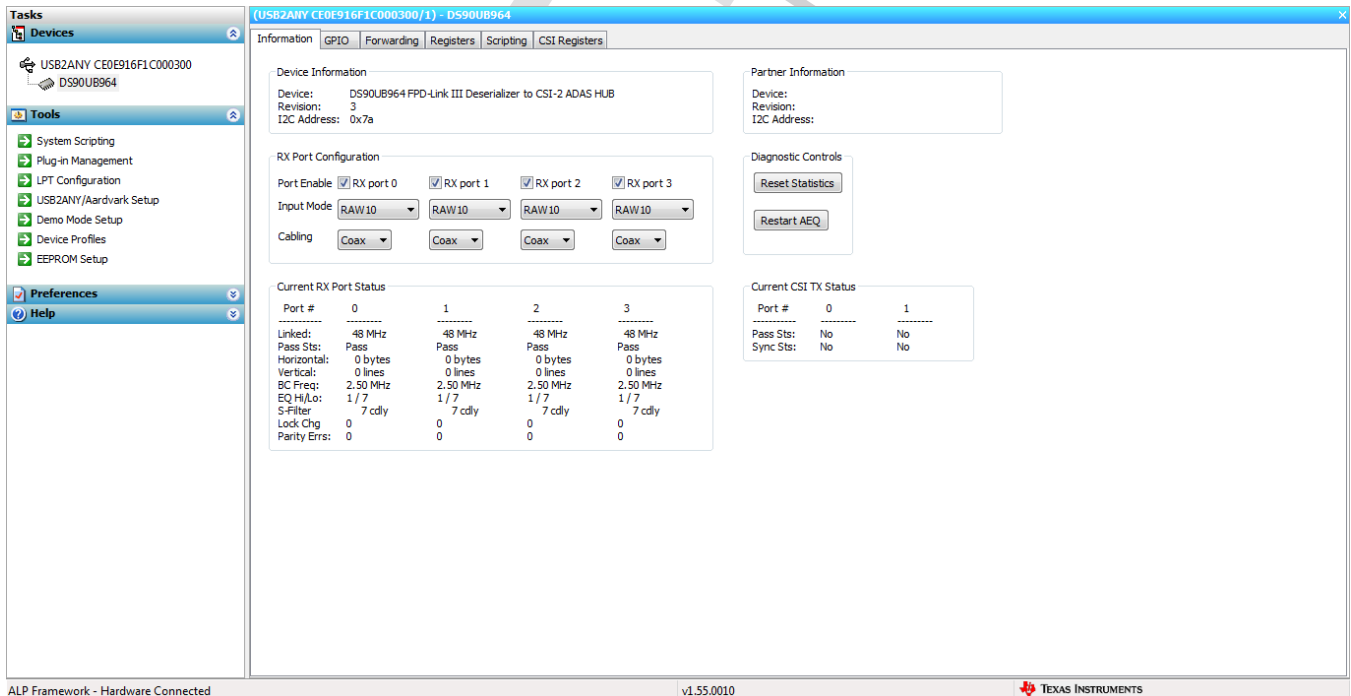 Tasks
Devices
USB2ANY CE0E916F1C000300
DS90UB964
Tools
System Scripting
Plug-in Management
LPT Configuration
USB2ANY/Aardvark Setup
Demo Mode Setup
Device Profiles
EEPROM Setup
Preferences
Help
(USB2ANY CE0E916F1C000300/1) - DS90UB964
Information GPIO Forwarding Registers Scripting CSI Registers
Device Information
Device: DS90UB964 FPD-Link III Deserializer to CSI-2 ADAS HUB
Revision: 3
I2C Address: 0x7a
Partner Information
Device:
Revision:
I2C Address:
RX Port Configuration
Port Enable RX port 0 RX port 1 RX port 2 RX port 3
Input Mode RAW10 RAW10 RAW10 RAW10
Cabling Coax Coax Coax Coax
Diagnostic Controls
Reset Statistics
Restart AEQ
Current RX Port Status
Port # 0 1 2 3
----------- --------- --------- --------- ---------
Linked: 48 MHz 48 MHz 48 MHz 48 MHz
Pass Sts: Pass Pass Pass Pass
Horizontal: 0 bytes 0 bytes 0 bytes 0 bytes
Vertical: 0 lines 0 lines 0 lines 0 lines
BC Freq: 2.50 MHz 2.50 MHz 2.50 MHz 2.50 MHz
EQ Hi/Lo: 1 / 7 1 / 7 1 / 7 1 / 7
S-Filter 7 cdly 7 cdly 7 cdly 7 cdly
Lock Chg 0 0 0 0
Parity Errs: 0 0 0 0
Current CSI TX Status
Port # 0 1
----------- --------- ---------
Pass Sts: No No
Sync Sts: No No
ALP Framework - Hardware Connected
v1.55.0010
TEXAS INSTRUMENTS